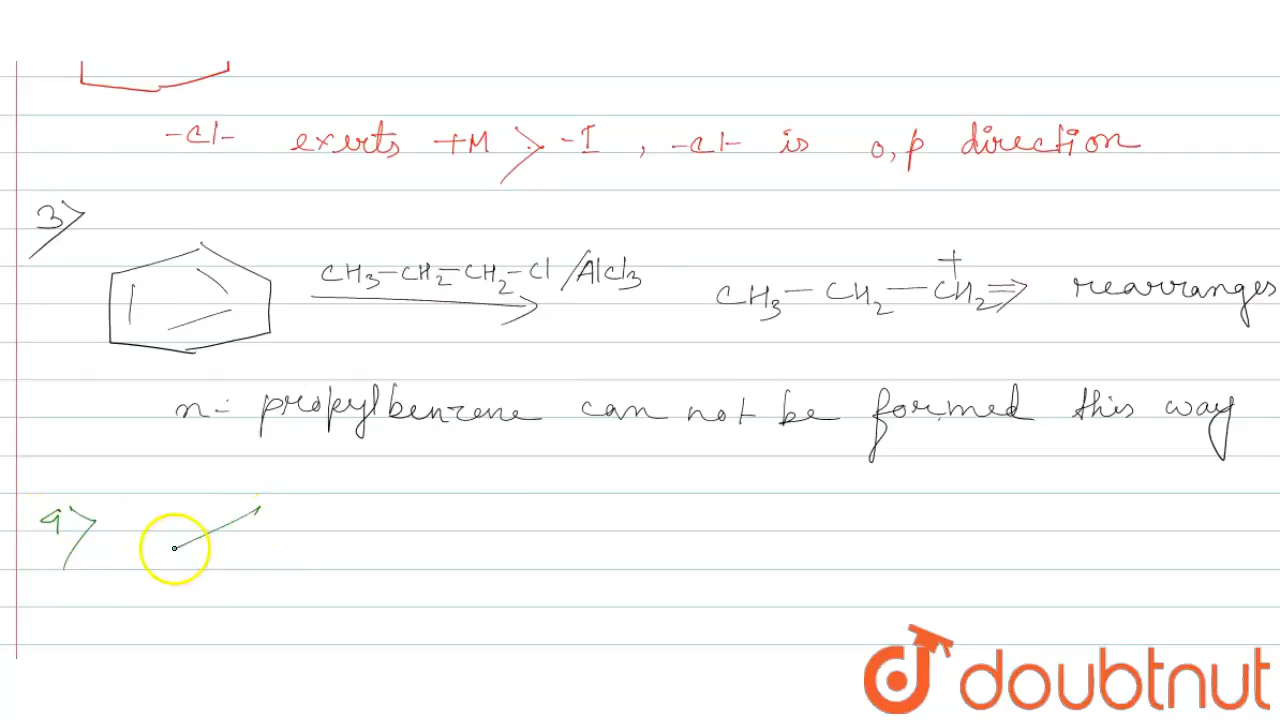 -Cl- exerts +M > -I , -Cl- is o,p direction
3>
CH3-CH2-CH2-Cl /AlCl3
+
CH3-CH2-CH2 ⇒ rearranges
n- propylbenzene can not be formed this way
4>
doubtnut